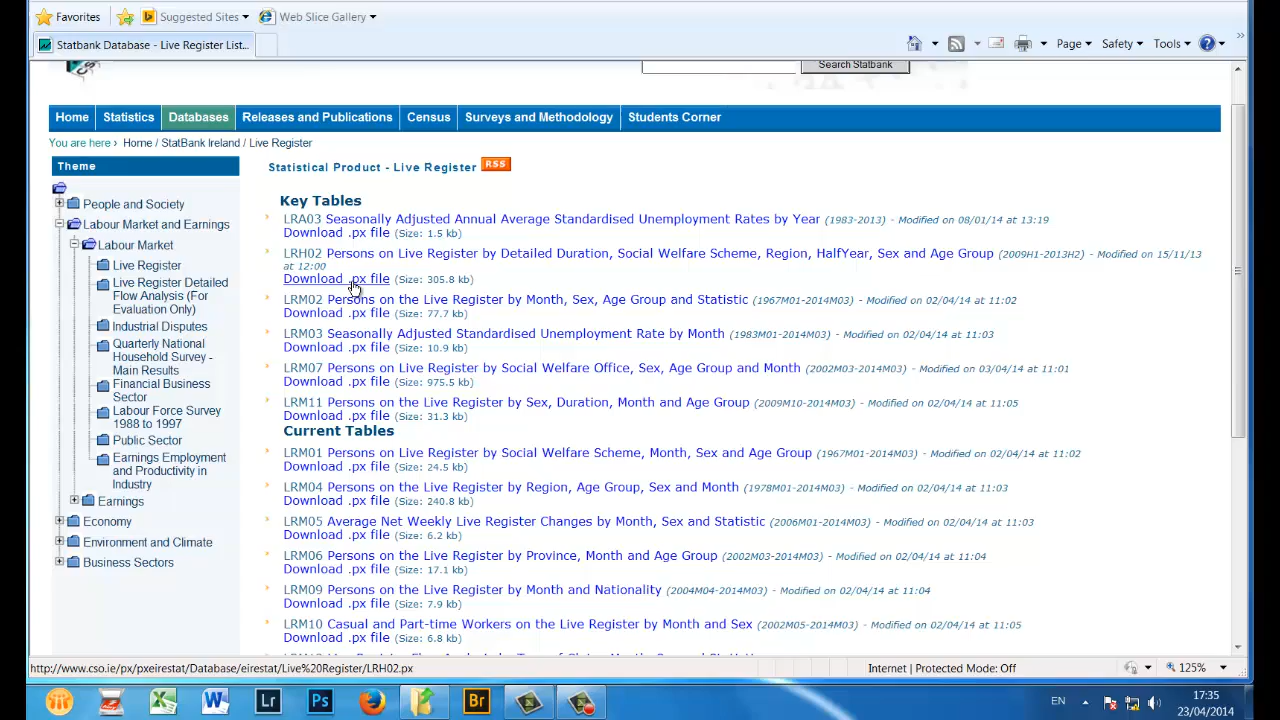 Favorites Suggested Sites Web Slice Gallery
Statbank Database - Live Register List... Page Safety Tools
Search Statbank
Home Statistics Databases Releases and Publications Census Surveys and Methodology Students Corner
You are here › Home / StatBank Ireland / Live Register
Theme
People and Society
Labour Market and Earnings
Labour Market
Live Register
Live Register Detailed
Flow Analysis (For
Evaluation Only)
Industrial Disputes
Quarterly National
Household Survey -
Main Results
Financial Business
Sector
Labour Force Survey
1988 to 1997
Public Sector
Earnings Employment
and Productivity in
Industry
Earnings
Economy
Environment and Climate
Business Sectors
Statistical Product - Live Register RSS
Key Tables
LRA03 Seasonally Adjusted Annual Average Standardised Unemployment Rates by Year (1983-2013) - Modified on 08/01/14 at 13:19
Download .px file (Size: 1.5 kb)
LRH02 Persons on Live Register by Detailed Duration, Social Welfare Scheme, Region, HalfYear, Sex and Age Group (2009H1-2013H2) - Modified on 15/11/13
at 12:00
Download .px file (Size: 305.8 kb)
LRM02 Persons on the Live Register by Month, Sex, Age Group and Statistic (1967M01-2014M03) - Modified on 02/04/14 at 11:02
Download .px file (Size: 77.7 kb)
LRM03 Seasonally Adjusted Standardised Unemployment Rate by Month (1983M01-2014M03) - Modified on 02/04/14 at 11:03
Download .px file (Size: 10.9 kb)
LRM07 Persons on Live Register by Social Welfare Office, Sex, Age Group and Month (2002M03-2014M03) - Modified on 03/04/14 at 11:01
Download .px file (Size: 975.5 kb)
LRM11 Persons on Live Register by Sex, Duration, Month and Age Group (2009M10-2014M03) - Modified on 02/04/14 at 11:05
Download .px file (Size: 31.3 kb)
Current Tables
LRM01 Persons on Live Register by Social Welfare Scheme, Month, Sex and Age Group (1967M01-2014M03) - Modified on 02/04/14 at 11:02
Download .px file (Size: 24.5 kb)
LRM04 Persons on Live Register by Region, Age Group, Sex and Month (1978M01-2014M03) - Modified on 02/04/14 at 11:03
Download .px file (Size: 240.8 kb)
LRM05 Average Net Weekly Live Register Changes by Month, Sex and Statistic (2006M01-2014M03) - Modified on 02/04/14 at 11:03
Download .px file (Size: 6.2 kb)
LRM06 Persons on the Live Register by Province, Month and Age Group (2002M03-2014M03) - Modified on 02/04/14 at 11:04
Download .px file (Size: 17.1 kb)
LRM09 Persons on the Live Register by Month and Nationality (2004M04-2014M03) - Modified on 02/04/14 at 11:04
Download .px file (Size: 7.9 kb)
LRM10 Casual and Part-time Workers on the Live Register by Month and Sex (2002M05-2014M03) - Modified on 02/04/14 at 11:05
Download .px file (Size: 6.8 kb)
http://www.cso.ie/px/pxeirestat/Database/eirestat/Live%20Register/LRH02.px Internet | Protected Mode: Off 125%
Lr Ps Br EN 17:35
23/04/2014